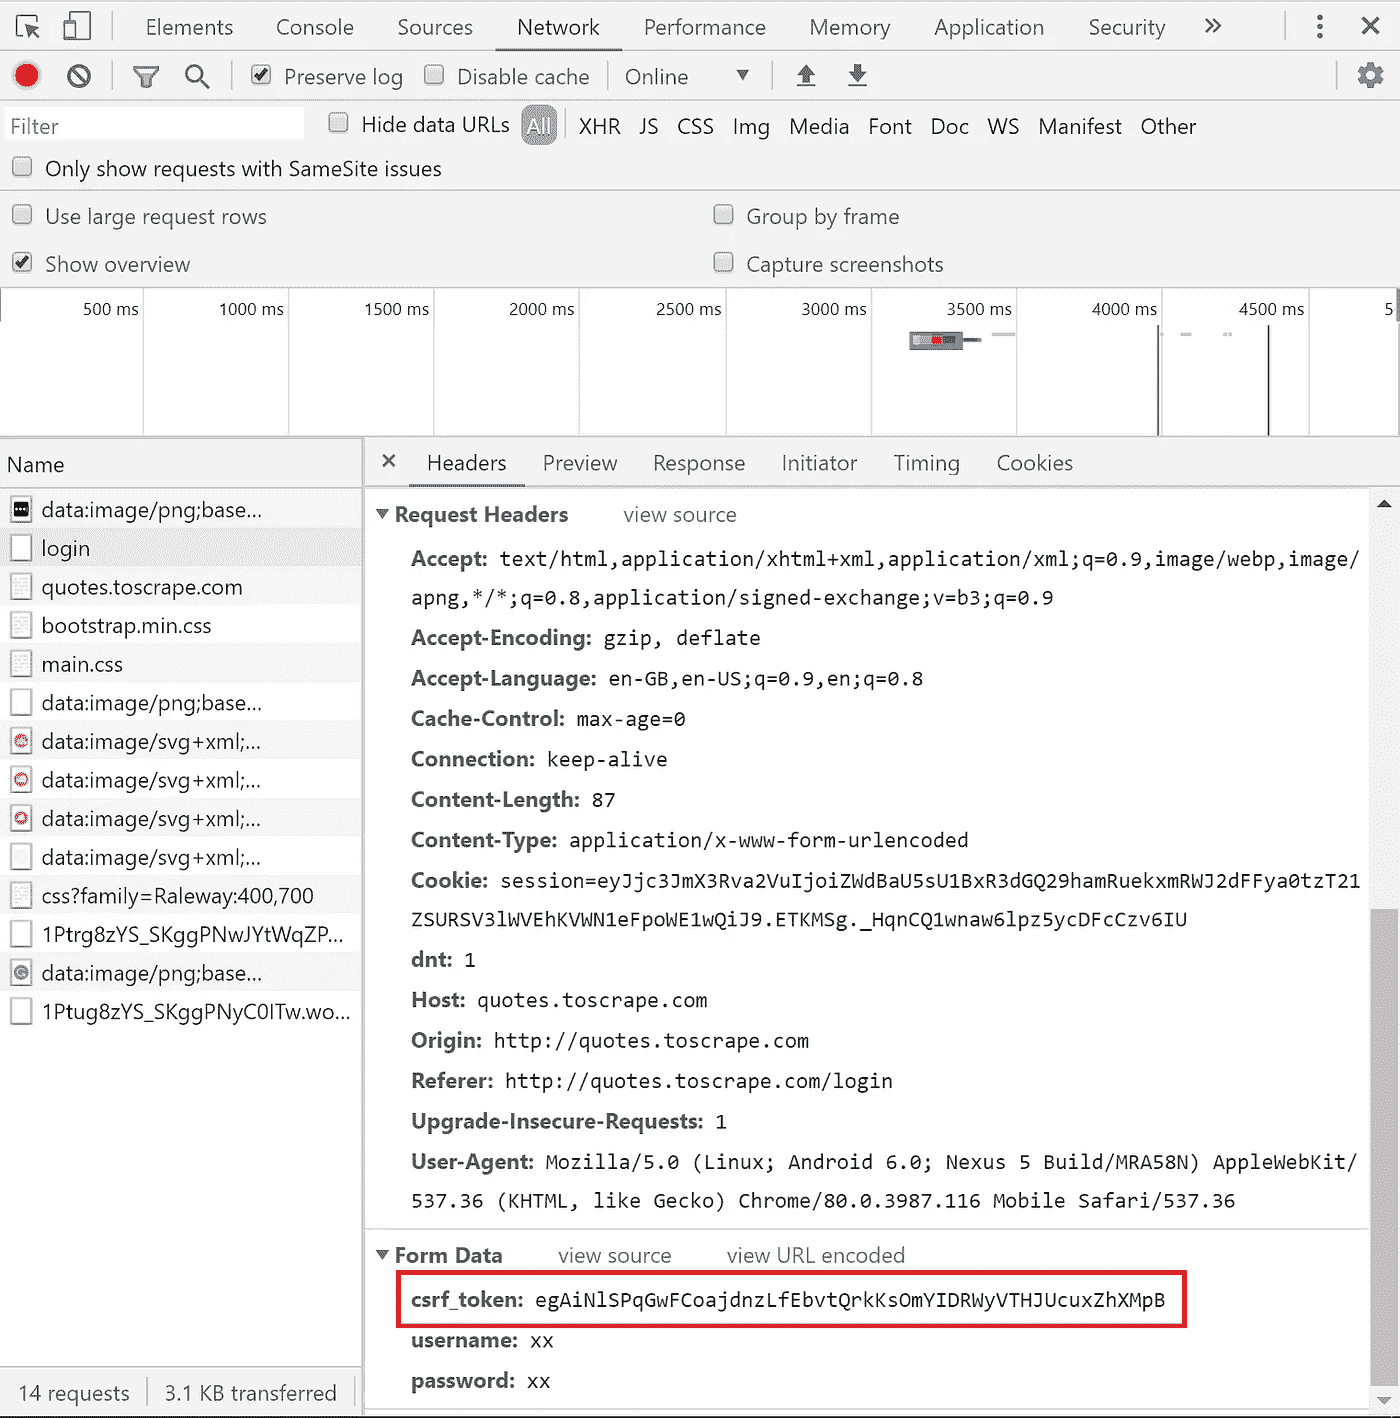 Elements Console Sources Network Performance Memory Application Security
Preserve log Disable cache Online
Filter Hide data URLs All XHR JS CSS Img Media Font Doc WS Manifest Other
Only show requests with SameSite issues
Use large request rows Group by frame
Show overview Capture screenshots
500 ms 1000 ms 1500 ms 2000 ms 2500 ms 3000 ms 3500 ms 4000 ms 4500 ms 5
Name
data:image/png;base...
login
quotes.toscrape.com
bootstrap.min.css
main.css
data:image/png;base...
data:image/svg+xml;...
data:image/svg+xml;...
data:image/svg+xml;...
data:image/svg+xml;...
css?family=Raleway:400,700
1Ptrg8zYS_SKggPNwJYtWqZP...
data:image/png;base...
1Ptug8zYS_SKggPNyC0ITw.wo...
14 requests 3.1 KB transferred
Headers Preview Response Initiator Timing Cookies
Request Headers view source
Accept: text/html,application/xhtml+xml,application/xml;q=0.9,image/webp,image/
apng,*/*;q=0.8,application/signed-exchange;v=b3;q=0.9
Accept-Encoding: gzip, deflate
Accept-Language: en-GB,en-US;q=0.9,en;q=0.8
Cache-Control: max-age=0
Connection: keep-alive
Content-Length: 87
Content-Type: application/x-www-form-urlencoded
Cookie: session=eyJjc3JmX3Rva2VuIjoiZWdBaU5sU1BxR3dGQ29hamRuekxmRWJ2dFFya0tzT21
ZSURSV3lWVEhKVWN1eFpoWE1wQiJ9.ETKMSg._HqnCQ1wnaw6lpz5ycDFcCzv6IU
dnt: 1
Host: quotes.toscrape.com
Origin: http://quotes.toscrape.com
Referer: http://quotes.toscrape.com/login
Upgrade-Insecure-Requests: 1
User-Agent: Mozilla/5.0 (Linux; Android 6.0; Nexus 5 Build/MRA58N) AppleWebKit/
537.36 (KHTML, like Gecko) Chrome/80.0.3987.116 Mobile Safari/537.36
Form Data view source view URL encoded
csrf_token: egAiNlSPqGwFCoajdnzLfEbvtQrkKsOmYIDRWyVTHJUcuxZhXMpB
username: xx
password: xx